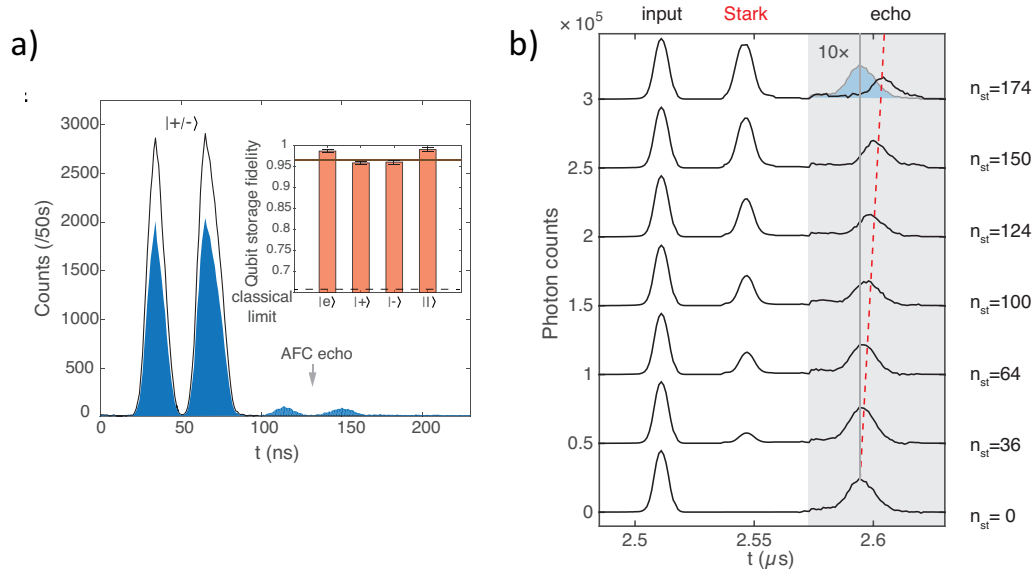 a)
:
Counts (/50s)
3000
2500
2000
1500
1000
500
0
0 50 100 150 200
t (ns)
|+/-⟩
AFC echo
Qubit storage fidelity
1
0.95
0.9
0.85
0.8
0.75
0.7
classical
limit
|e⟩ |+⟩ |-⟩ |l⟩
b)
× 10⁵
input Stark echo
10×
Photon counts
3
2.5
2
1.5
1
0.5
0
n_st = 174
n_st = 150
n_st = 124
n_st = 100
n_st = 64
n_st = 36
n_st = 0
2.5 2.55 2.6
t (μs)